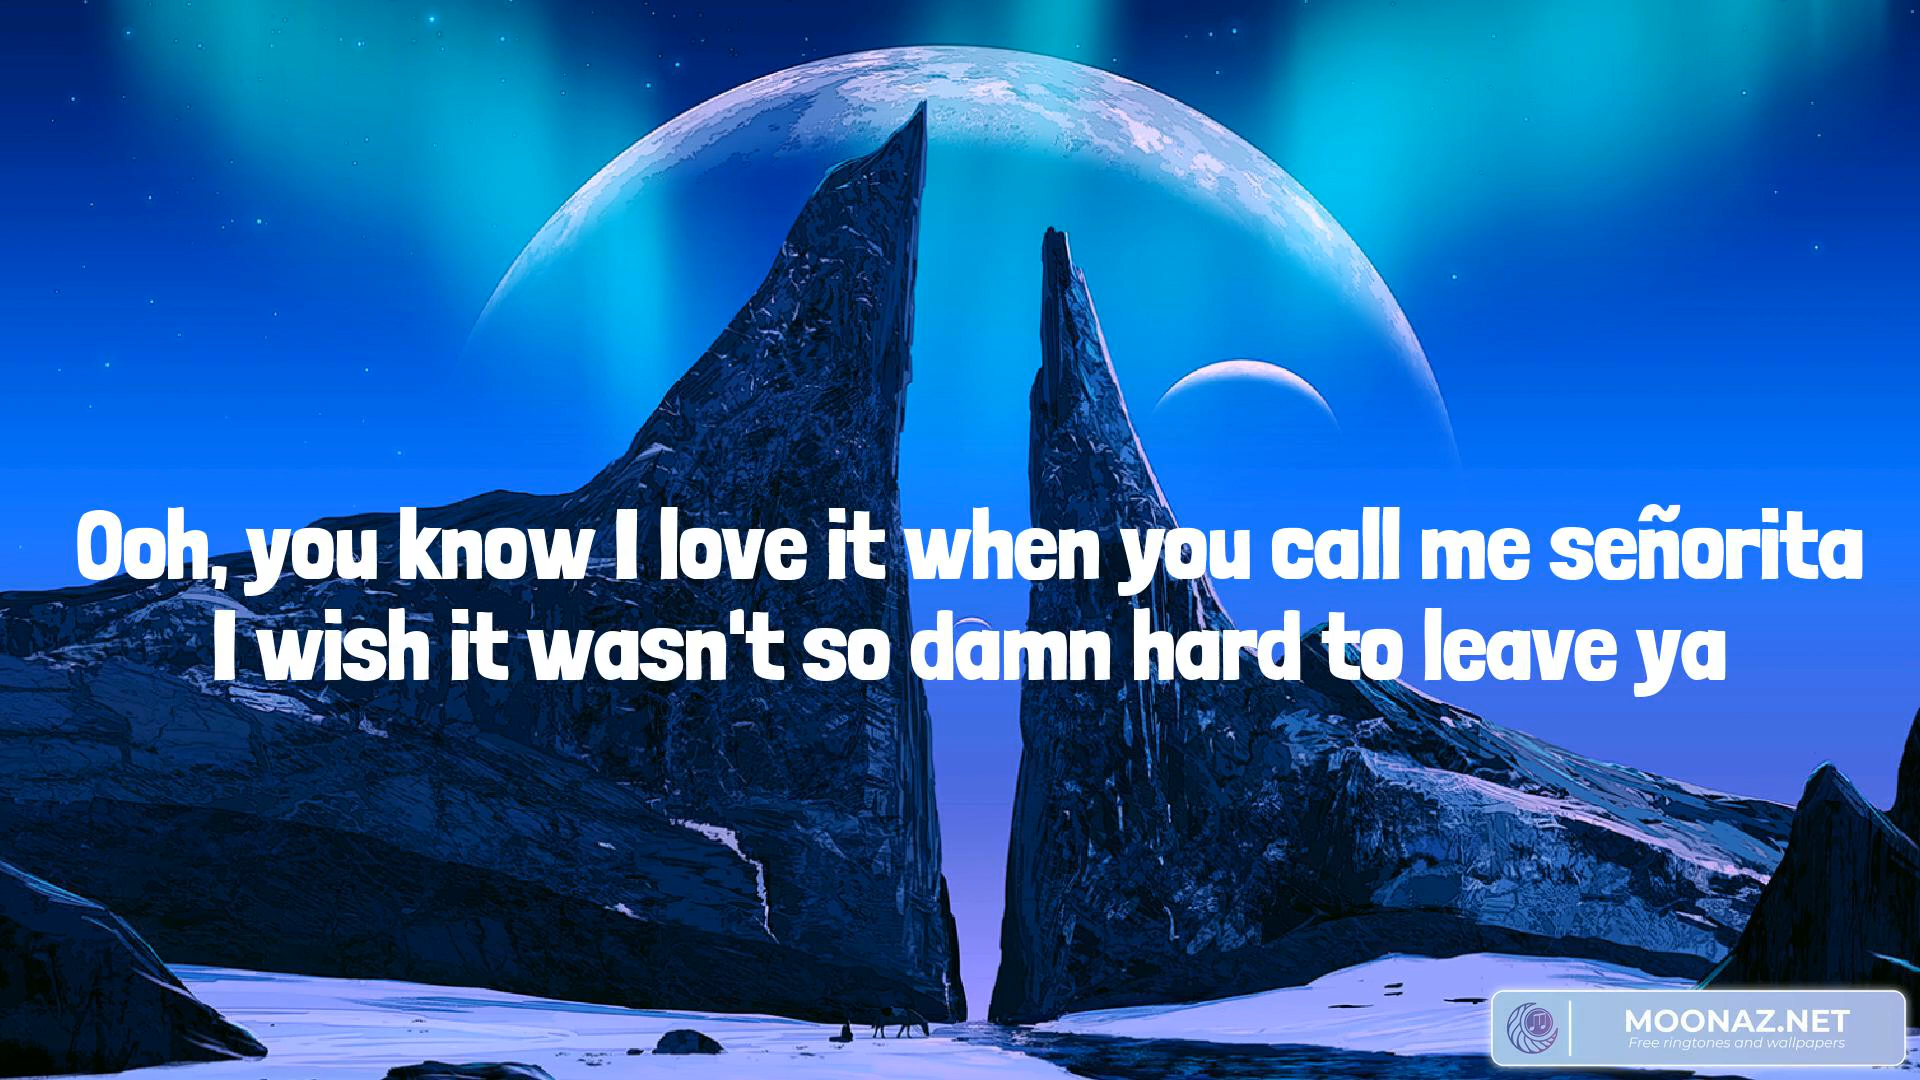 Ooh, you know I love it when you call me señorita
I wish it wasn't so damn hard to leave ya
MOONAZ.NET
Free ringtones and wallpapers